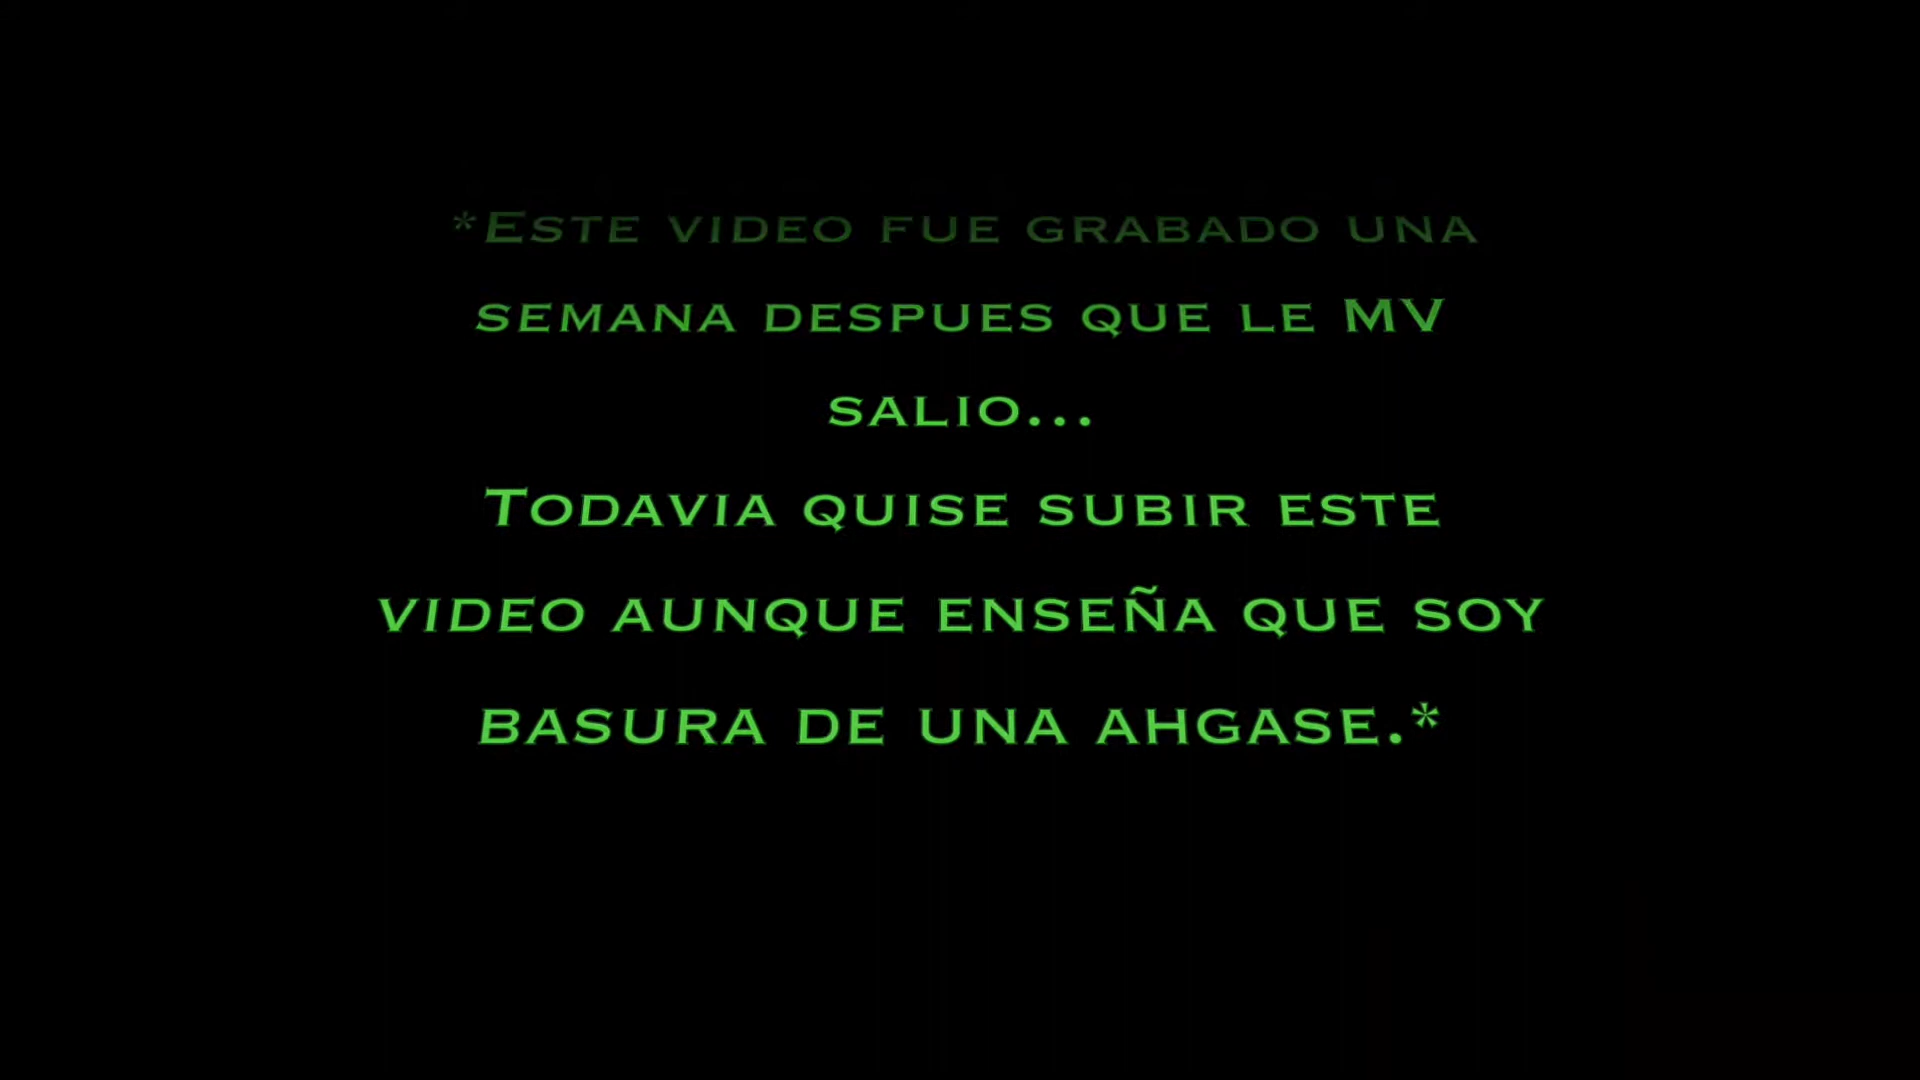 *Este video fue grabado una
semana despues que le MV
salio...
Todavia quise subir este
video aunque enseña que soy
basura de una ahgase.*